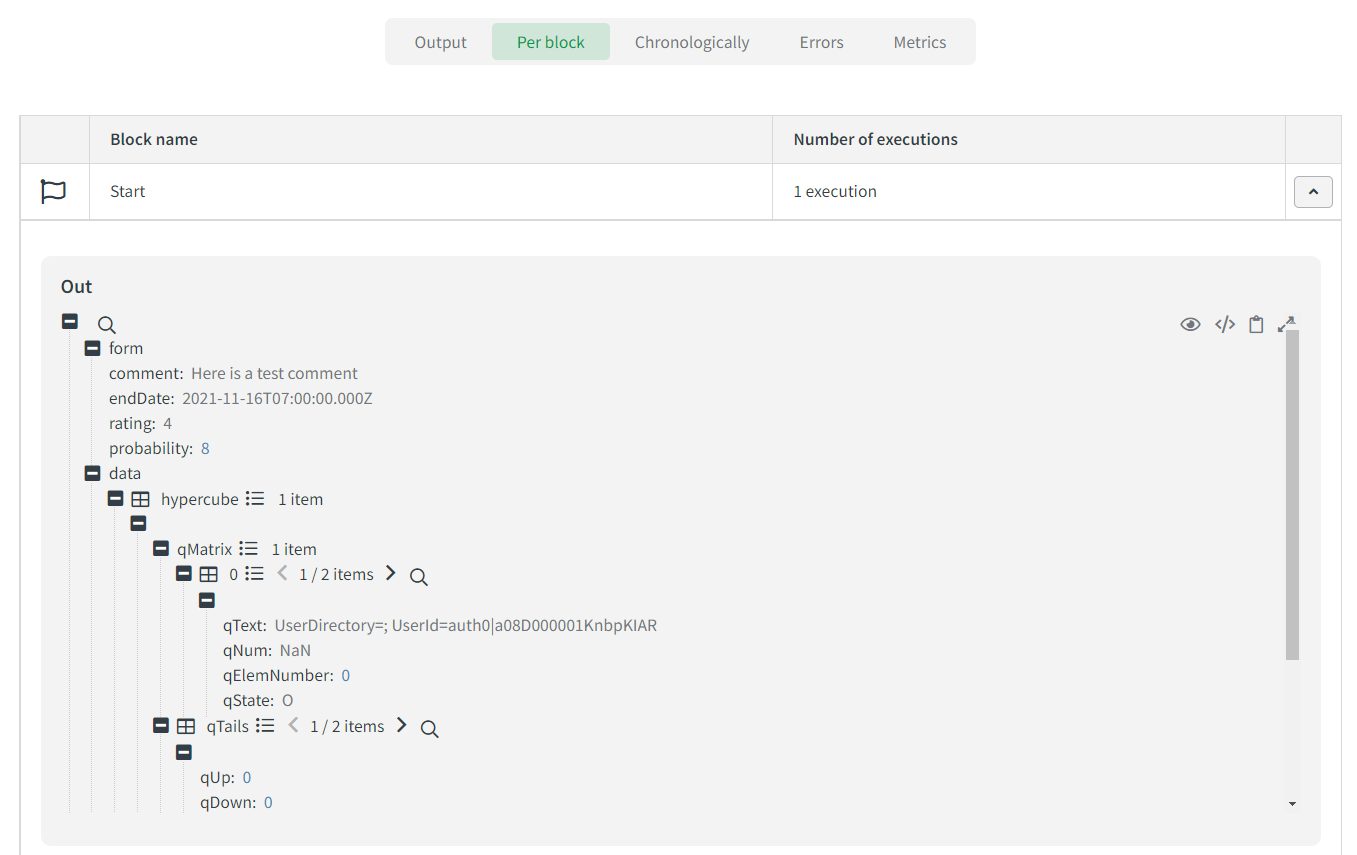 Output Per block Chronologically Errors Metrics
Block name Number of executions
Start 1 execution
Out
form
comment: Here is a test comment
endDate: 2021-11-16T07:00:00.000Z
rating: 4
probability: 8
data
hypercube 1 item
qMatrix 1 item
0 1 / 2 items
qText: UserDirectory=; UserId=auth0|a08D000001KnbpKIAR
qNum: NaN
qElemNumber: 0
qState: O
qTails 1 / 2 items
qUp: 0
qDown: 0